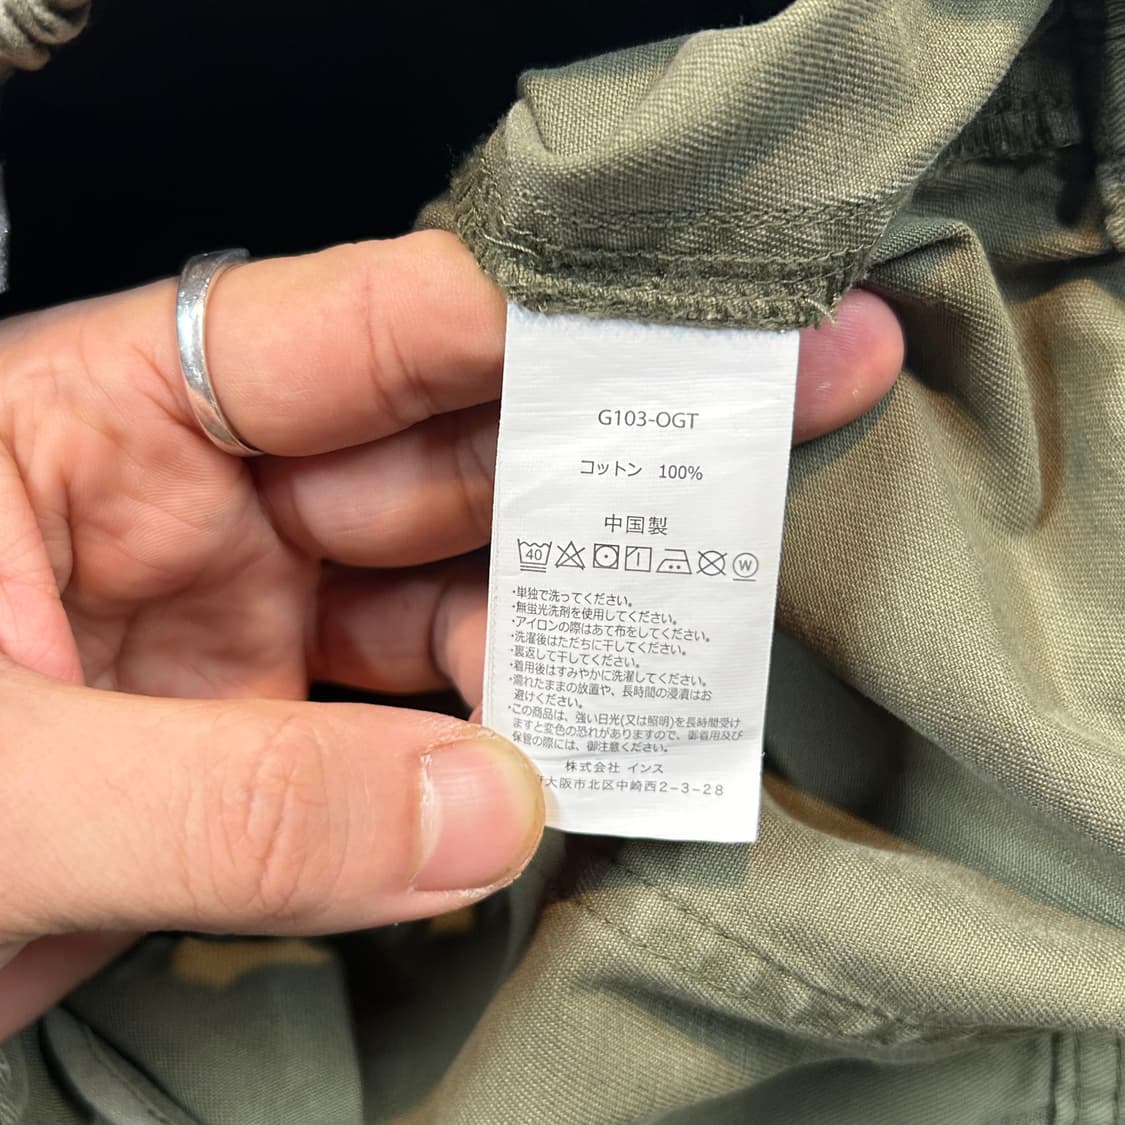 G103-OGT
コットン 100%
中国製
40
W
・単独で洗ってください。
・無蛍光洗剤を使用してください。
・アイロンの際はあて布をしてください。
・洗濯後はただちに干してください。
・裏返して干してください。
・着用後はすみやかに洗濯してください。
・濡れたままの放置や、長時間の浸漬はお
避けください。
・この商品は、強い日光(又は照明)を長時間受け
ますと変色の恐れがありますので、御着用及び
保管の際には、御注意ください。
株式会社 インス
大阪市北区中崎西2-3-28